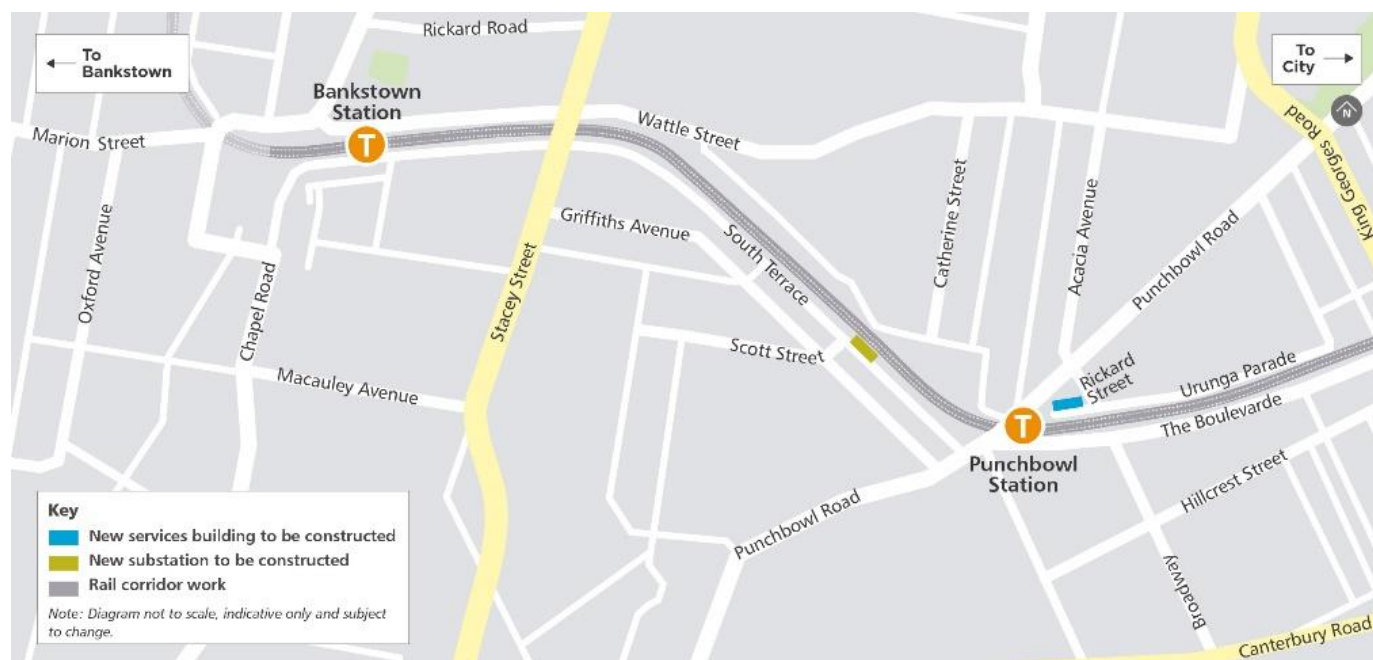 Rickard Road
To
Bankstown
To
City
Bankstown
Station
T
N
Marion Street
Wattle Street
King Georges Road
Oxford Avenue
Griffiths Avenue
South Terrace
Catherine Street
Acacia Avenue
Punchbowl Road
Chapel Road
Stacey Street
Scott Street
Macauley Avenue
Rickard
Street
Urunga Parade
The Boulevarde
T
Punchbowl
Station
Hillcrest Street
Punchbowl Road
Broadway
Canterbury Road
Key
New services building to be constructed
New substation to be constructed
Rail corridor work
Note: Diagram not to scale, indicative only and subject
to change.